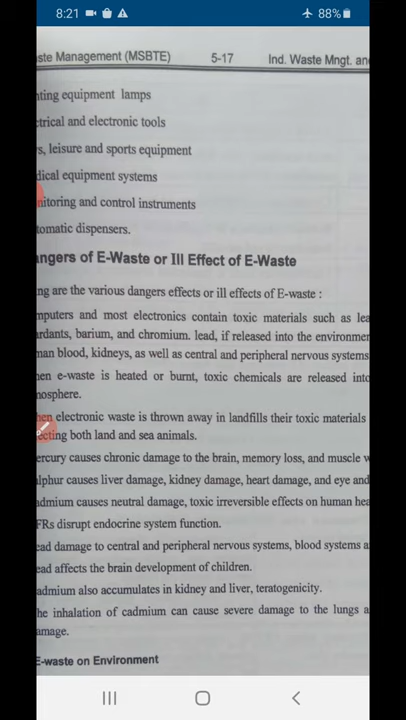 8:21 88%
ste Management (MSBTE) 5-17 Ind. Waste Mngt. an
ting equipment lamps
ctrical and electronic tools
s, leisure and sports equipment
dical equipment systems
nitoring and control instruments
tomatic dispensers.
ngers of E-Waste or Ill Effect of E-Waste
ng are the various dangers effects or ill effects of E-waste :
mputers and most electronics contain toxic materials such as lea
ardants, barium, and chromium. lead, if released into the environmen
nan blood, kidneys, as well as central and peripheral nervous systems
en e-waste is heated or burnt, toxic chemicals are released into
nosphere.
hen electronic waste is thrown away in landfills their toxic materials
ecting both land and sea animals.
ercury causes chronic damage to the brain, memory loss, and muscle w
alphur causes liver damage, kidney damage, heart damage, and eye and
admium causes neutral damage, toxic irreversible effects on human hea
FRs disrupt endocrine system function.
ead damage to central and peripheral nervous systems, blood systems a
ead affects the brain development of children.
admium also accumulates in kidney and liver, teratogenicity.
he inhalation of cadmium can cause severe damage to the lungs a
amage.
E-waste on Environment